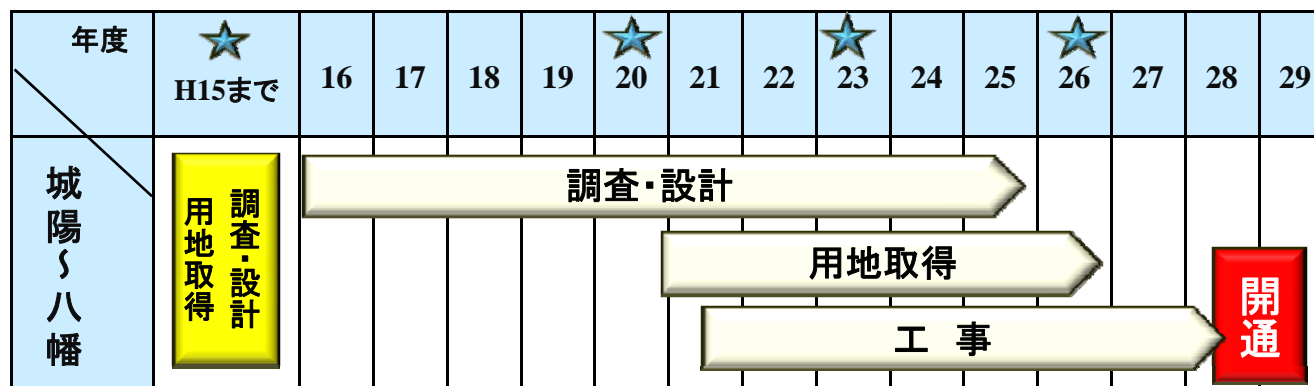 年度
H15まで
16 17 18 19 20 21 22 23 24 25 26 27 28 29
城陽～八幡
調査・設計
用地取得
調査・設計
用地取得
工 事
開通